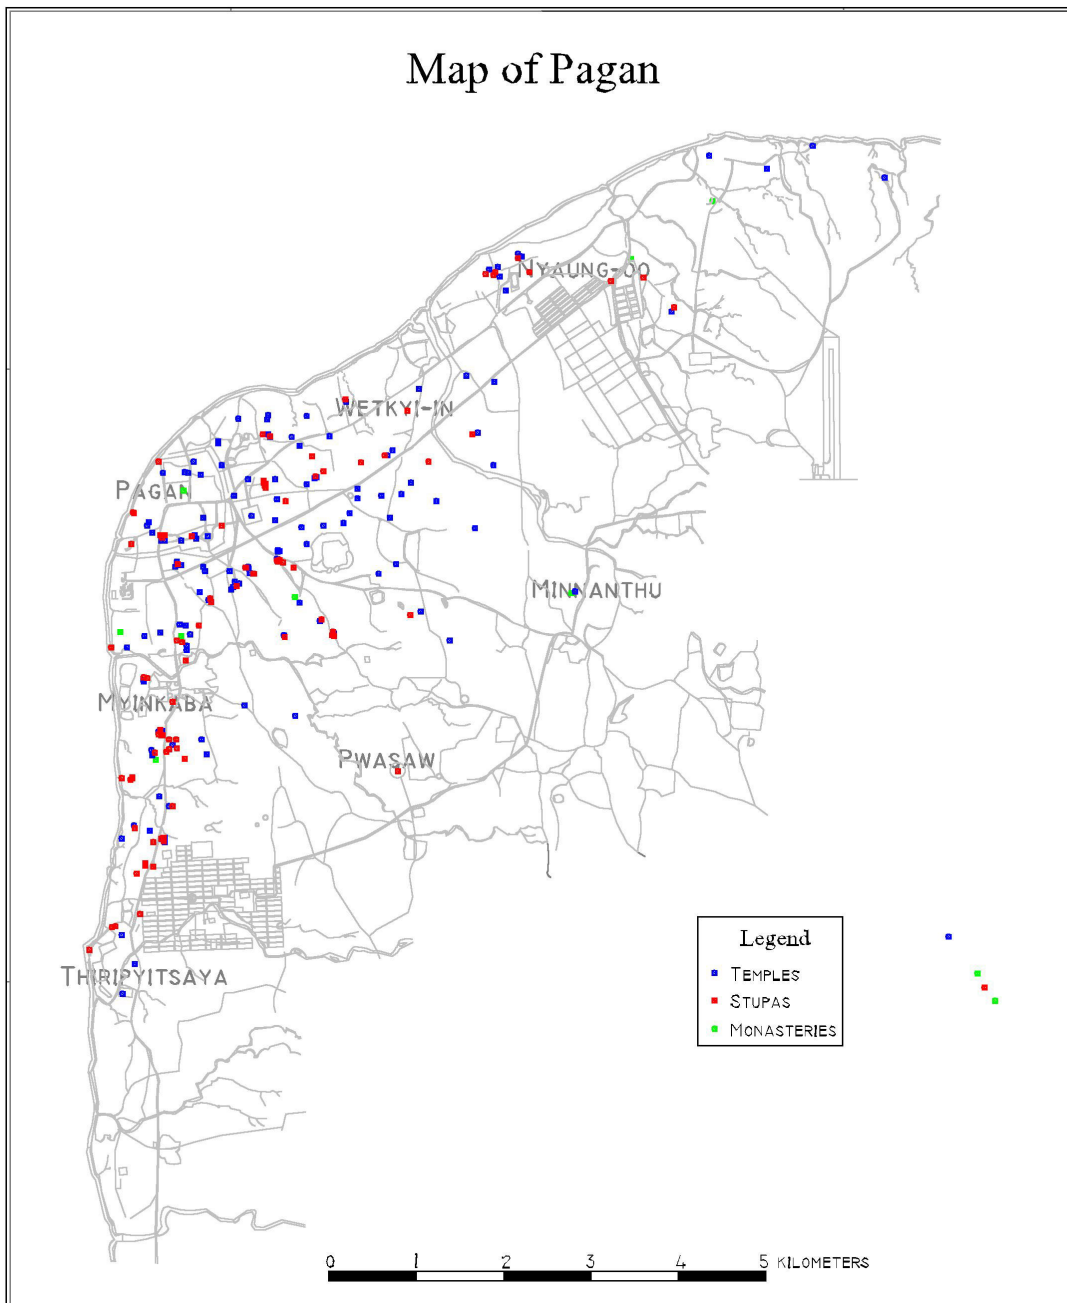 Map of Pagan
NYAUNG-OO
WETKYI-IN
PAGAN
MINNANTHU
MYINKABA
PWASAW
THIRIPYITSAYA
Legend
TEMPLES
STUPAS
MONASTERIES
0 1 2 3 4 5 KILOMETERS